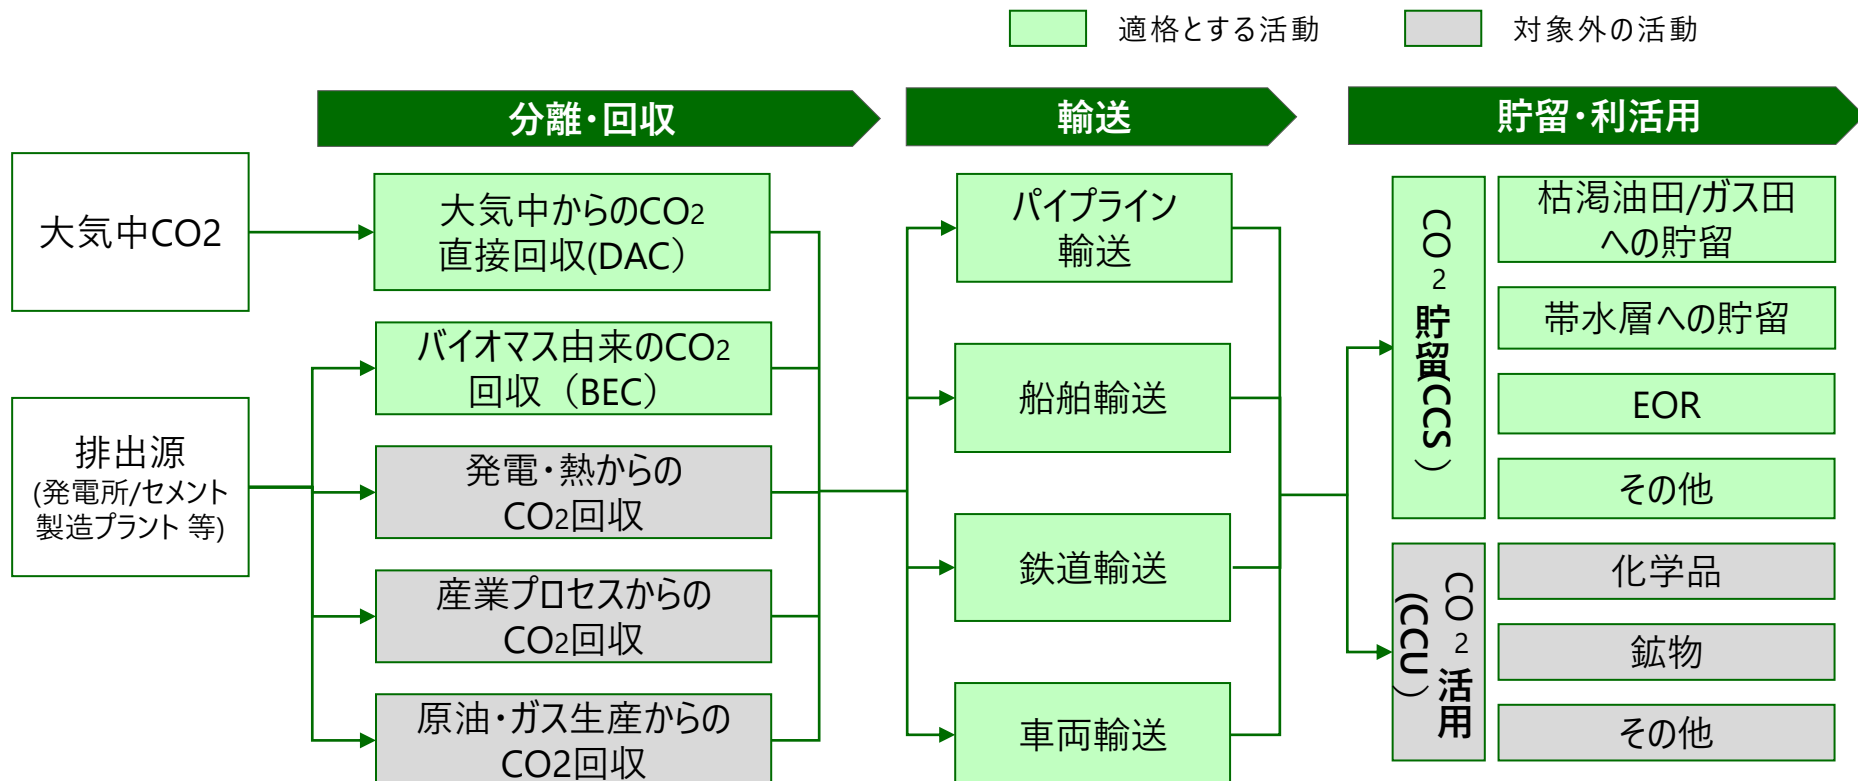 適格とする活動
対象外の活動
分離・回収
輸送
貯留・利活用
大気中CO2
排出源
(発電所/セメント
製造プラント 等)
大気中からのCO2
直接回収(DAC）
バイオマス由来のCO2
回収（BEC）
発電・熱からの
CO2回収
産業プロセスからの
CO2回収
原油・ガス生産からの
CO2回収
パイプライン
輸送
船舶輸送
鉄道輸送
車両輸送
CO2貯留(CCS）
枯渇油田/ガス田
への貯留
帯水層への貯留
EOR
その他
CO2活用
(CCU）
化学品
鉱物
その他